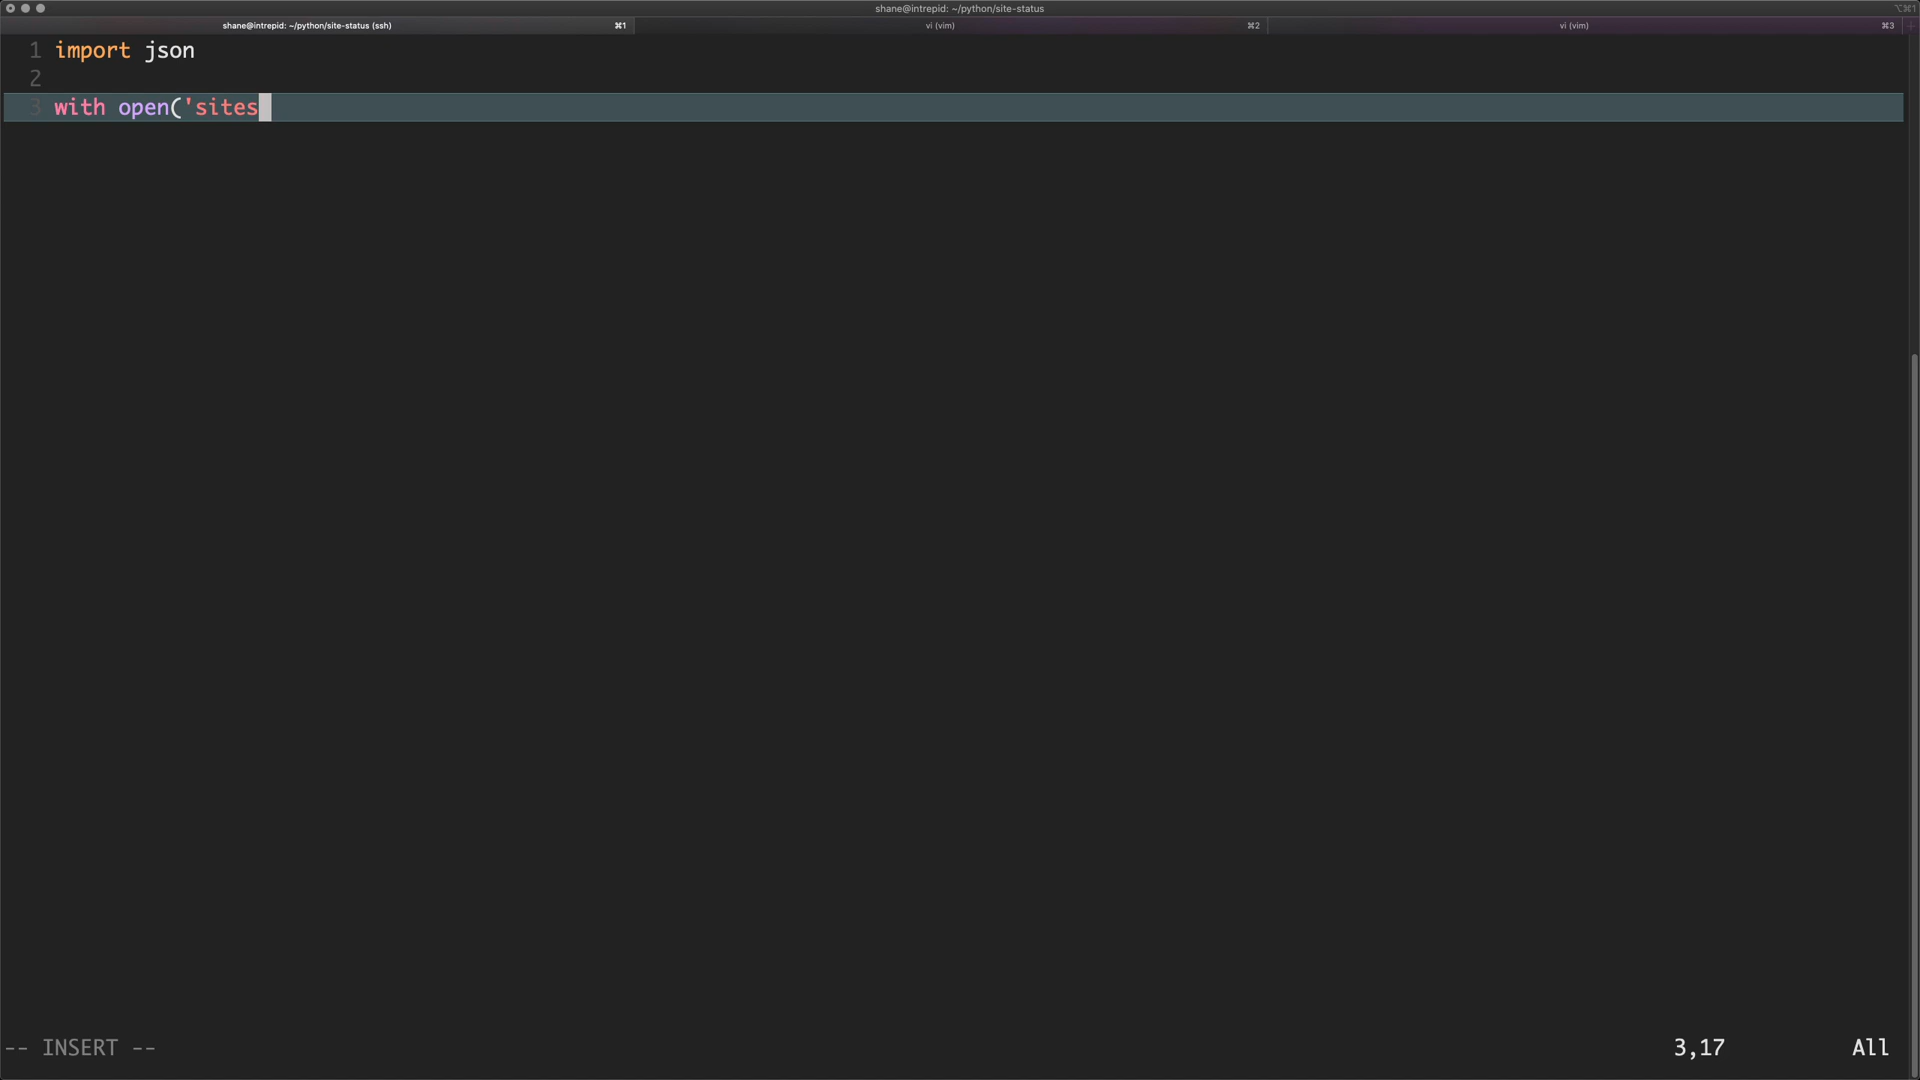 shane@intrepid: ~/python/site-status
⌥⌘1
shane@intrepid: ~/python/site-status (ssh) ⌘1
vi (vim) ⌘2
vi (vim) ⌘3
1 import json
2
3 with open('sites
-- INSERT --
3,17 All